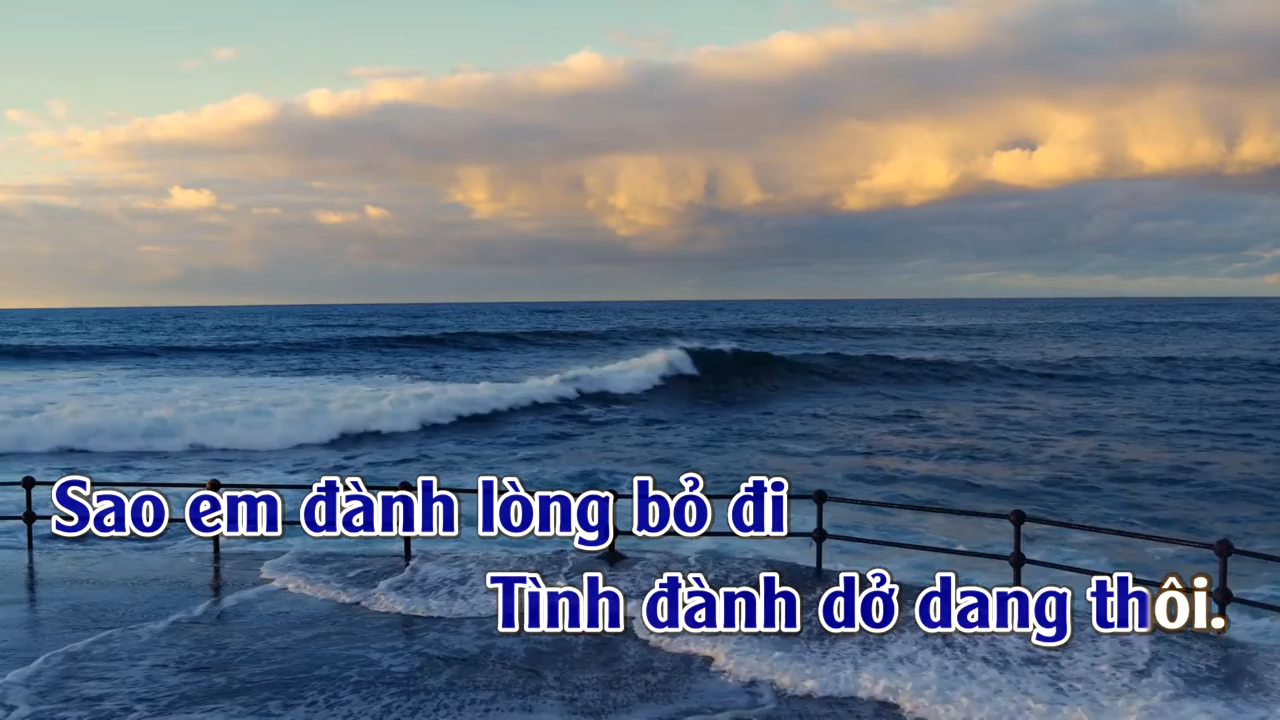 Sao em đành lòng bỏ đi
Tình đành dở dang thôi.